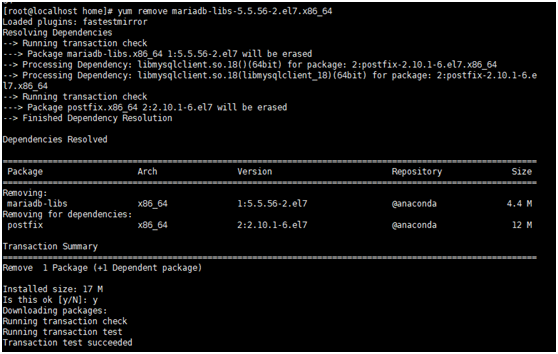 [root@localhost home]# yum remove mariadb-libs-5.5.56-2.el7.x86_64
Loaded plugins: fastestmirror
Resolving Dependencies
--> Running transaction check
---> Package mariadb-libs.x86_64 1:5.5.56-2.el7 will be erased
--> Processing Dependency: libmysqlclient.so.18()(64bit) for package: 2:postfix-2.10.1-6.el7.x86_64
--> Processing Dependency: libmysqlclient.so.18(libmysqlclient_18)(64bit) for package: 2:postfix-2.10.1-6.e
l7.x86_64
--> Running transaction check
---> Package postfix.x86_64 2:2.10.1-6.el7 will be erased
--> Finished Dependency Resolution
Dependencies Resolved
Package Arch Version Repository Size
Removing:
mariadb-libs x86_64 1:5.5.56-2.el7 @anaconda 4.4 M
Removing for dependencies:
postfix x86_64 2:2.10.1-6.el7 @anaconda 12 M
Transaction Summary
Remove 1 Package (+1 Dependent package)
Installed size: 17 M
Is this ok [y/N]: y
Downloading packages:
Running transaction check
Running transaction test
Transaction test succeeded